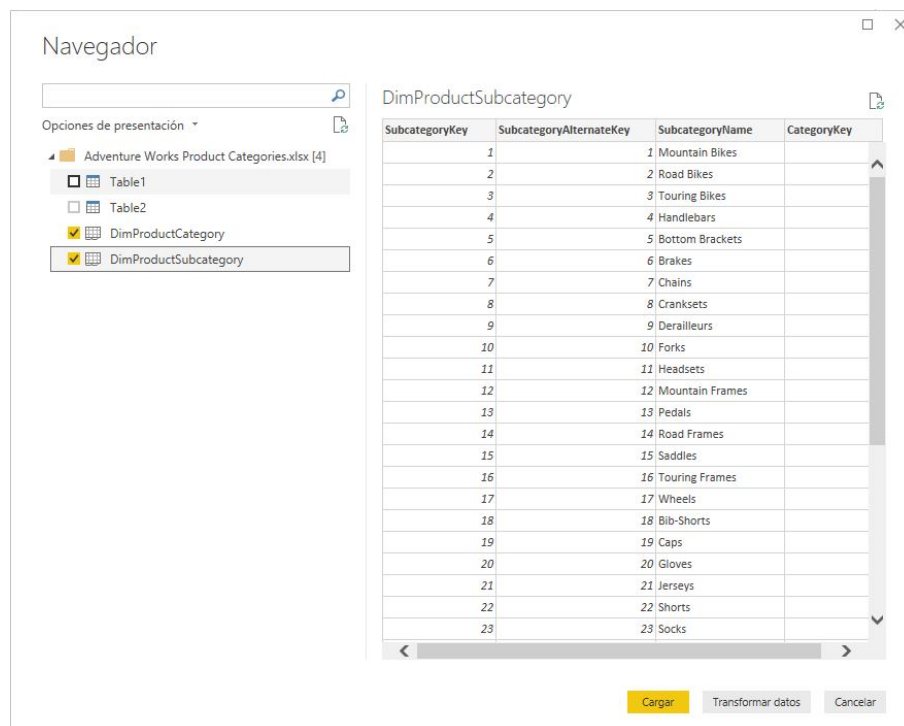 Navegador
Opciones de presentación
Adventure Works Product Categories.xlsx [4]
Table1
Table2
DimProductCategory
DimProductSubcategory
DimProductSubcategory
SubcategoryKey SubcategoryAlternateKey SubcategoryName CategoryKey
1 1 Mountain Bikes
2 2 Road Bikes
3 3 Touring Bikes
4 4 Handlebars
5 5 Bottom Brackets
6 6 Brakes
7 7 Chains
8 8 Cranksets
9 9 Derailleurs
10 10 Forks
11 11 Headsets
12 12 Mountain Frames
13 13 Pedals
14 14 Road Frames
15 15 Saddles
16 16 Touring Frames
17 17 Wheels
18 18 Bib-Shorts
19 19 Caps
20 20 Gloves
21 21 Jerseys
22 22 Shorts
23 23 Socks
Cargar Transformar datos Cancelar